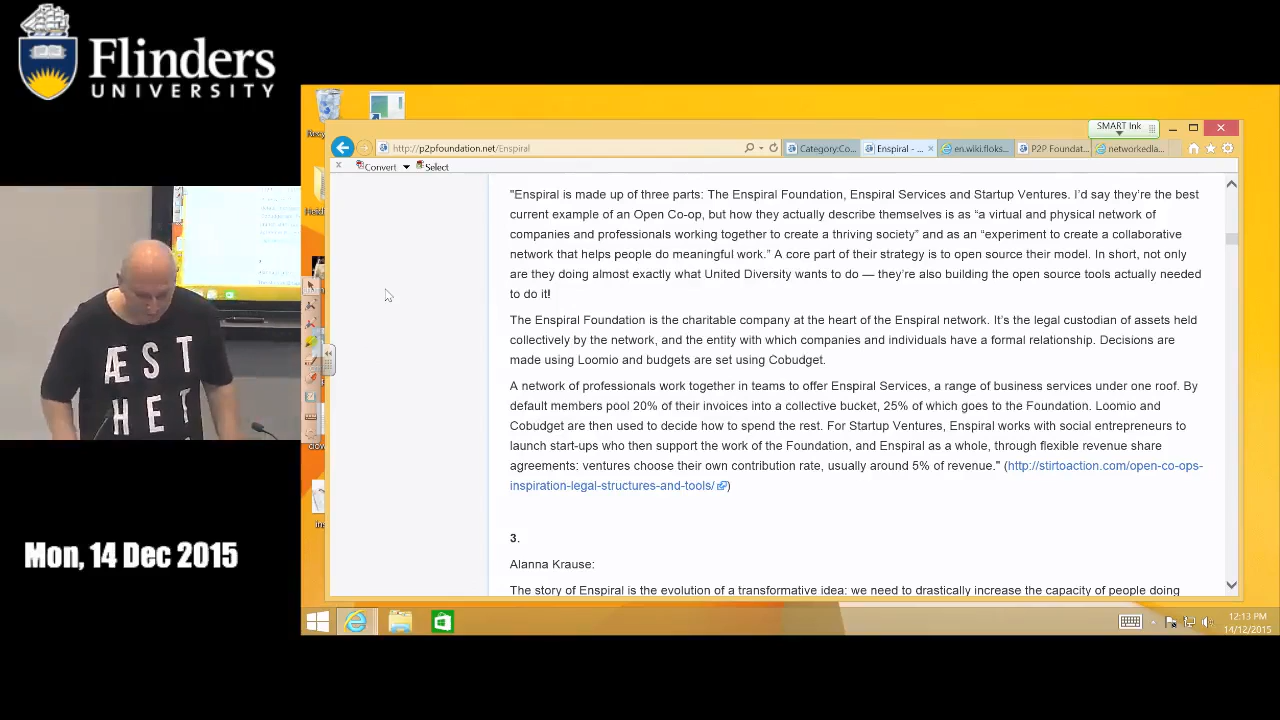 Flinders
UNIVERSITY
SMART Ink
http://p2pfoundation.net/Enspiral
Category:Co...
Enspiral - ...
en.wiki.floks...
P2P Foundat...
networkedla...
Convert
Select
"Enspiral is made up of three parts: The Enspiral Foundation, Enspiral Services and Startup Ventures. I’d say they’re the best
current example of an Open Co-op, but how they actually describe themselves is as “a virtual and physical network of
companies and professionals working together to create a thriving society” and as an “experiment to create a collaborative
network that helps people do meaningful work.” A core part of their strategy is to open source their model. In short, not only
are they doing almost exactly what United Diversity wants to do — they’re also building the open source tools actually needed
to do it!
The Enspiral Foundation is the charitable company at the heart of the Enspiral network. It’s the legal custodian of assets held
collectively by the network, and the entity with which companies and individuals have a formal relationship. Decisions are
made using Loomio and budgets are set using Cobudget.
A network of professionals work together in teams to offer Enspiral Services, a range of business services under one roof. By
default members pool 20% of their invoices into a collective bucket, 25% of which goes to the Foundation. Loomio and
Cobudget are then used to decide how to spend the rest. For Startup Ventures, Enspiral works with social entrepreneurs to
launch start-ups who then support the work of the Foundation, and Enspiral as a whole, through flexible revenue share
agreements: ventures choose their own contribution rate, usually around 5% of revenue." (http://stirtoaction.com/open-co-ops-
inspiration-legal-structures-and-tools/)
3.
Alanna Krause:
The story of Enspiral is the evolution of a transformative idea: we need to drastically increase the capacity of people doing
12:13 PM
14/12/2015
ÆST
HET
Mon, 14 Dec 2015